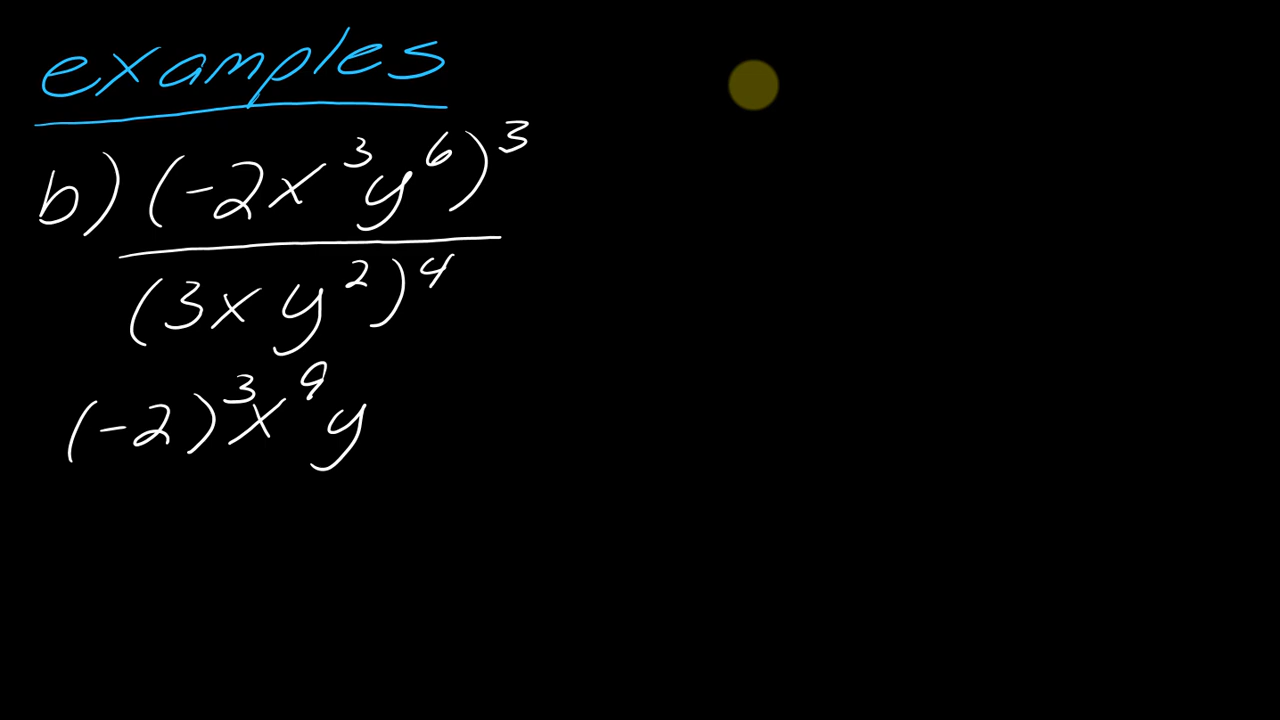 examples
b) (-2x³y⁶)³
(3xy²)⁴
(-2)³x⁹y